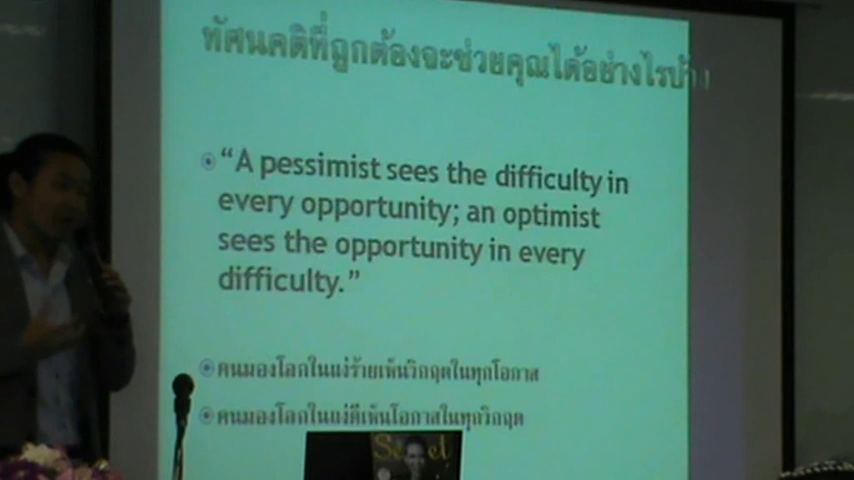 ทัศนคติที่ถูกต้องจะช่วยคุณได้อย่างไรบ้าง
“A pessimist sees the difficulty in
every opportunity; an optimist
sees the opportunity in every
difficulty.”
คนมองโลกในแง่ร้ายเห็นวิกฤตในทุกโอกาส
คนมองโลกในแง่ดีเห็นโอกาสในทุกวิกฤต